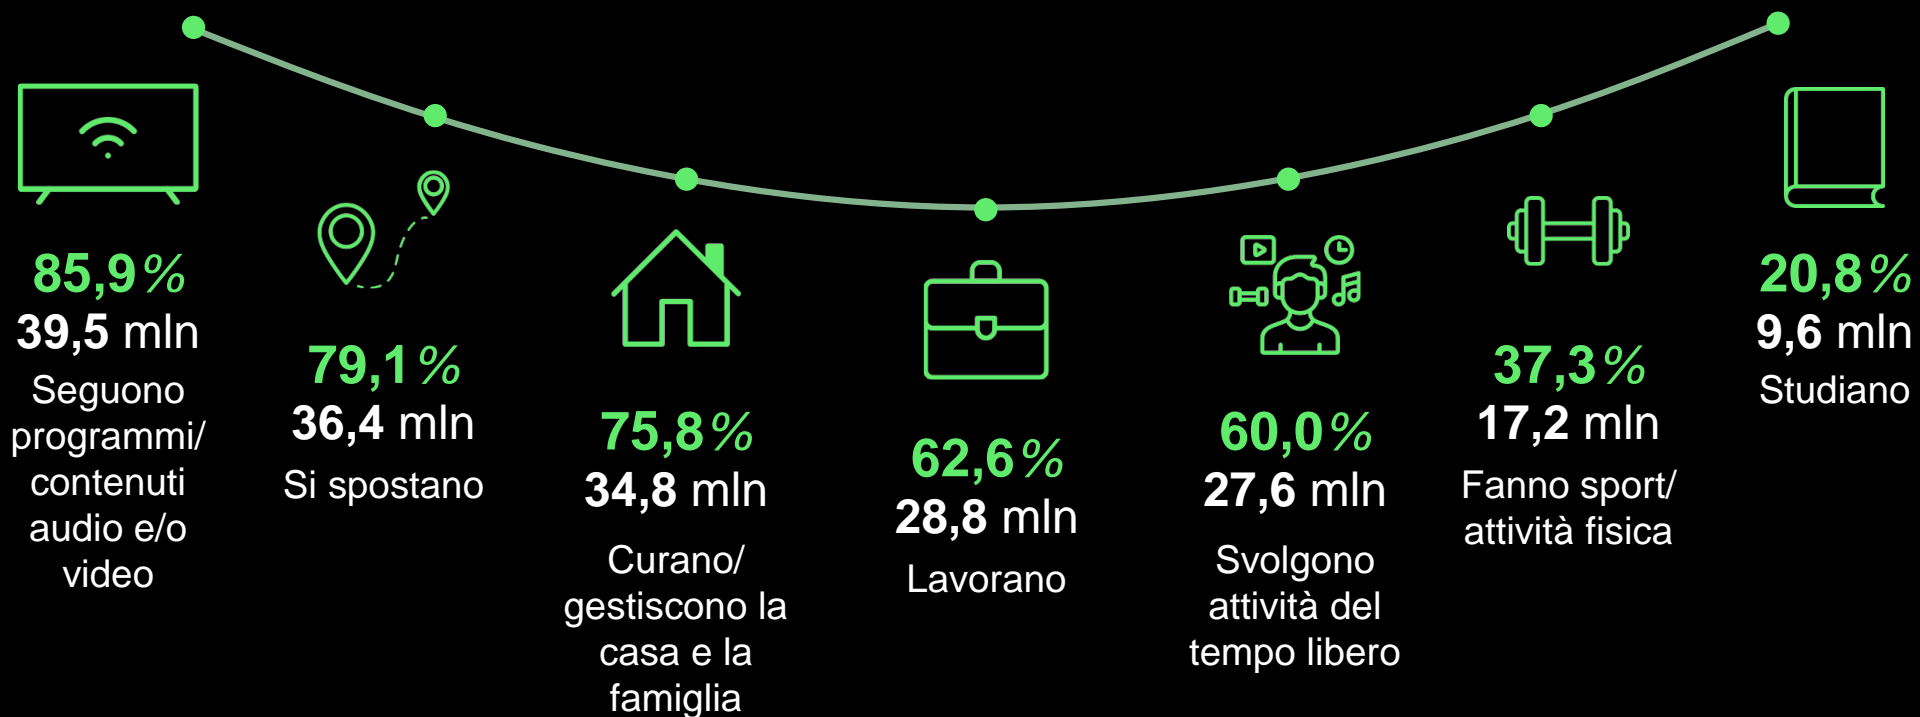 85,9%
39,5 mln
Seguono
programmi/
contenuti
audio e/o
video
79,1%
36,4 mln
Si spostano
75,8%
34,8 mln
Curano/
gestiscono la
casa e la
famiglia
62,6%
28,8 mln
Lavorano
60,0%
27,6 mln
Svolgono
attività del
tempo libero
37,3%
17,2 mln
Fanno sport/
attività fisica
20,8%
9,6 mln
Studiano